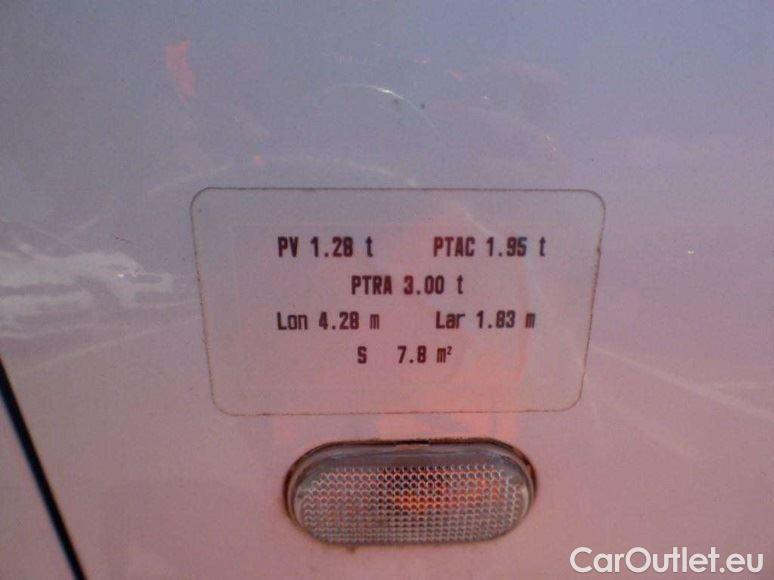 PV 1.28 t PTAC 1.95 t
PTRA 3.00 t
Lon 4.28 m Lar 1.83 m
S 7.8 m²
CarOutlet.eu